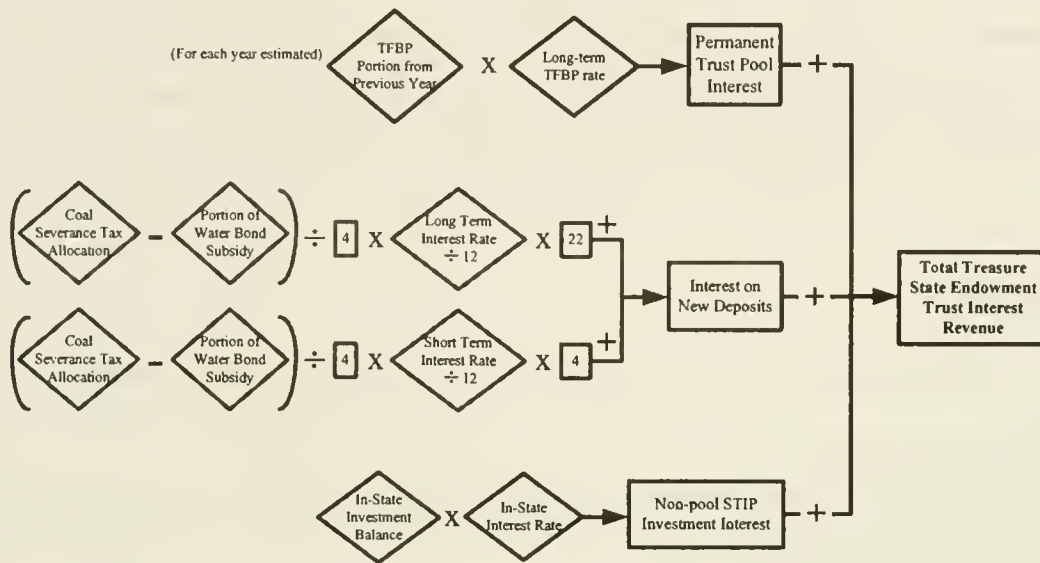 (For each year estimated)
TFBP
Portion from
Previous Year
X
Long-term
TFBP rate
Permanent
Trust Pool
Interest
+
(
Coal
Severance Tax
Allocation
–
Portion of
Water Bond
Subsidy
)
÷
4
X
Long Term
Interest Rate
÷ 12
X
22
+
(
Coal
Severance Tax
Allocation
–
Portion of
Water Bond
Subsidy
)
÷
4
X
Short Term
Interest Rate
÷ 12
X
4
+
Interest on
New Deposits
+
Total Treasure
State Endowment
Trust Interest
Revenue
In-State
Investment
Balance
X
In-State
Interest Rate
Non-pool STIP
Investment Interest
+